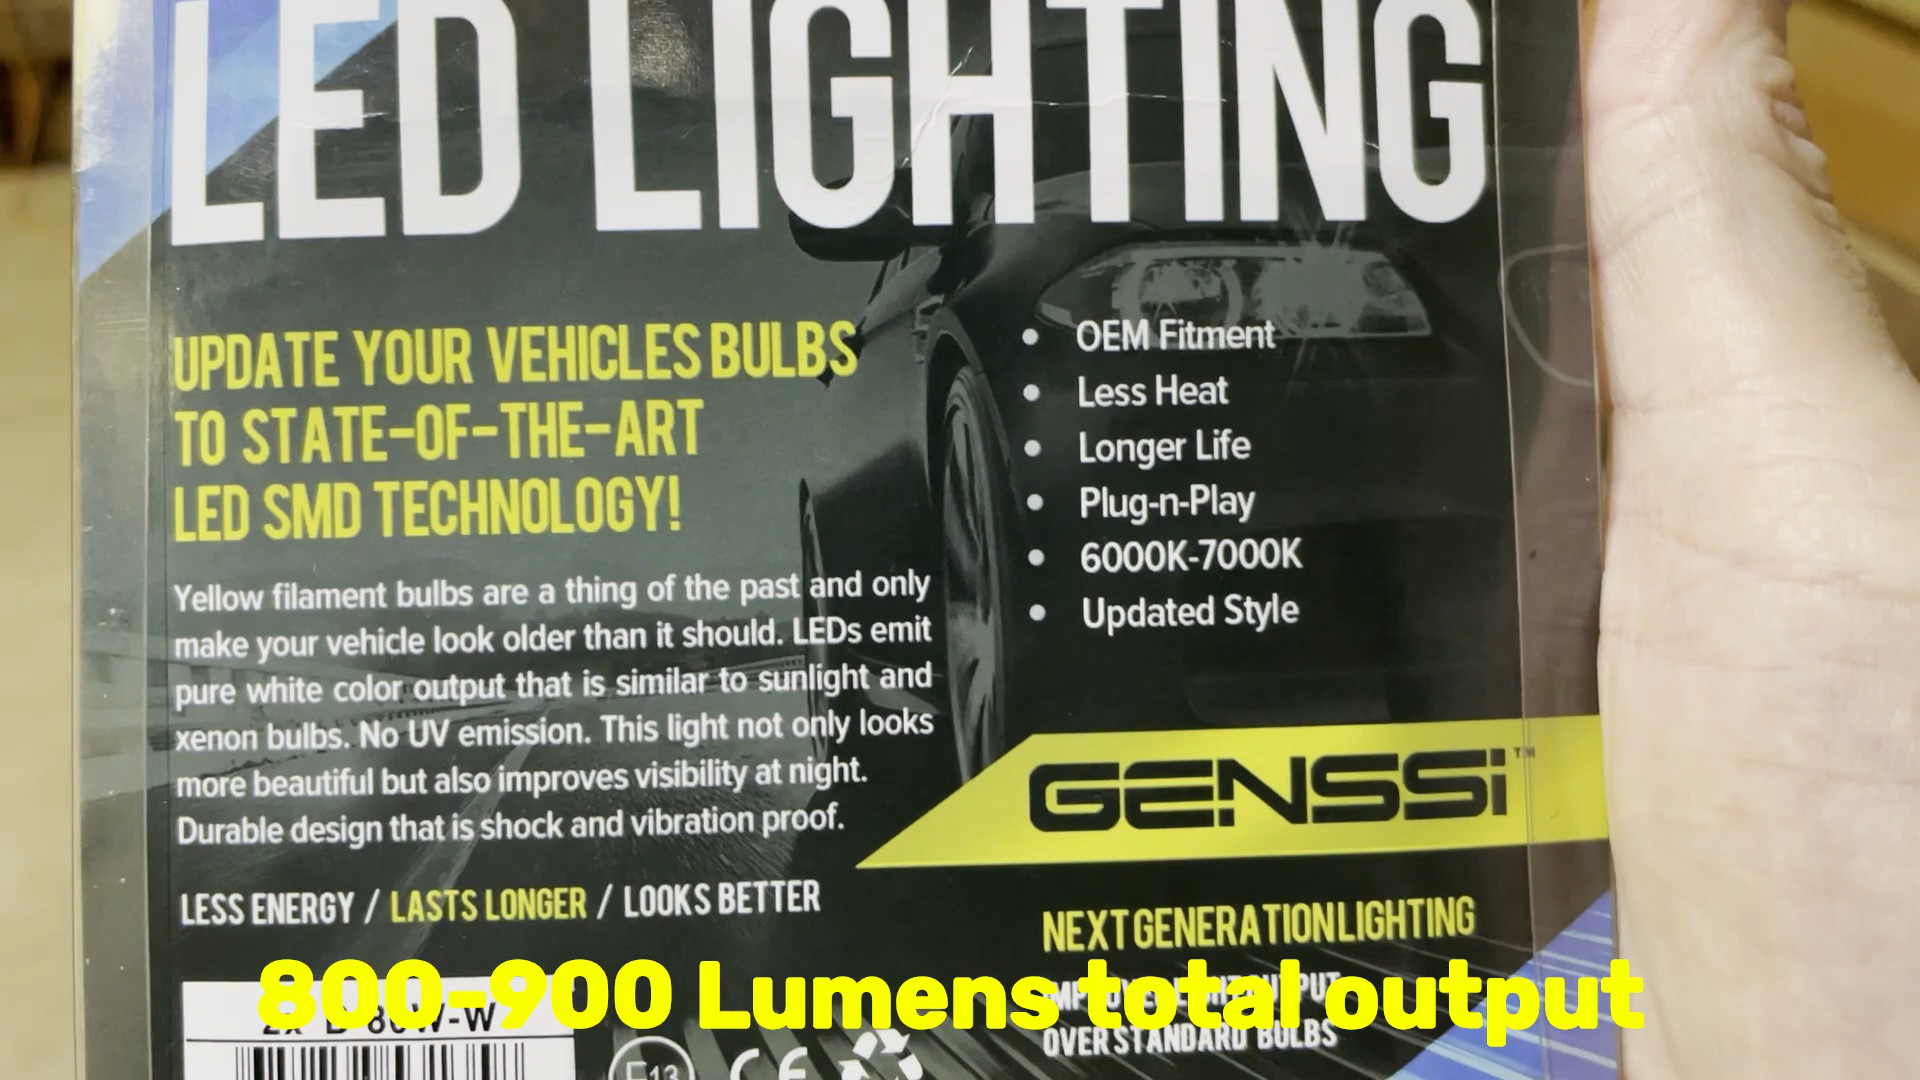 LED LIGHTING
UPDATE YOUR VEHICLES BULBS
TO STATE-OF-THE-ART
LED SMD TECHNOLOGY!
Yellow filament bulbs are a thing of the past and only
make your vehicle look older than it should. LEDs emit
pure white color output that is similar to sunlight and
xenon bulbs. No UV emission. This light not only looks
more beautiful but also improves visibility at night.
Durable design that is shock and vibration proof.
LESS ENERGY / LASTS LONGER / LOOKS BETTER
• OEM Fitment
• Less Heat
• Longer Life
• Plug-n-Play
• 6000K-7000K
• Updated Style
GENSSi™
NEXT GENERATION LIGHTING
OVER STANDARD BULBS
800-900 Lumens total output
E13
CE